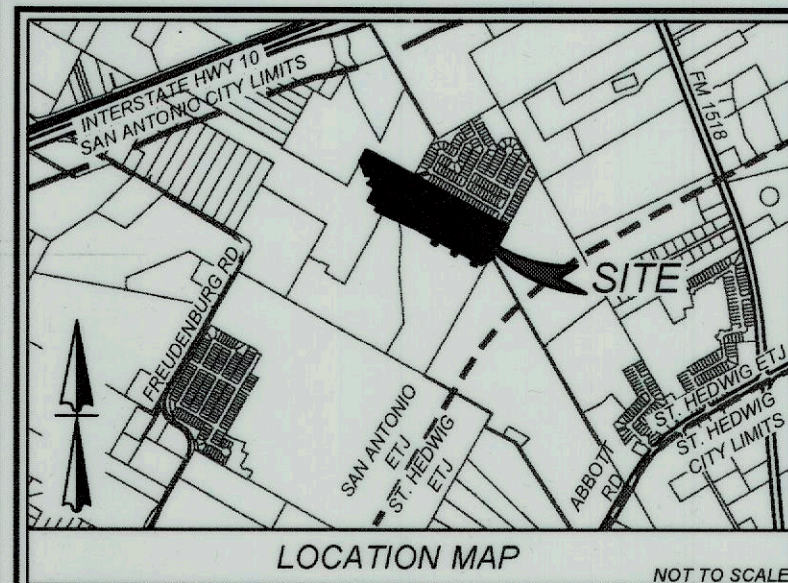 INTERSTATE HWY 10
SAN ANTONIO CITY LIMITS
FM 1518
SITE
FREUDENBURG RD
SAN ANTONIO
ETJ
ST. HEDWIG
ETJ
ABBOTT
RD
ST. HEDWIG ETJ
ST. HEDWIG
CITY LIMITS
LOCATION MAP
NOT TO SCALE